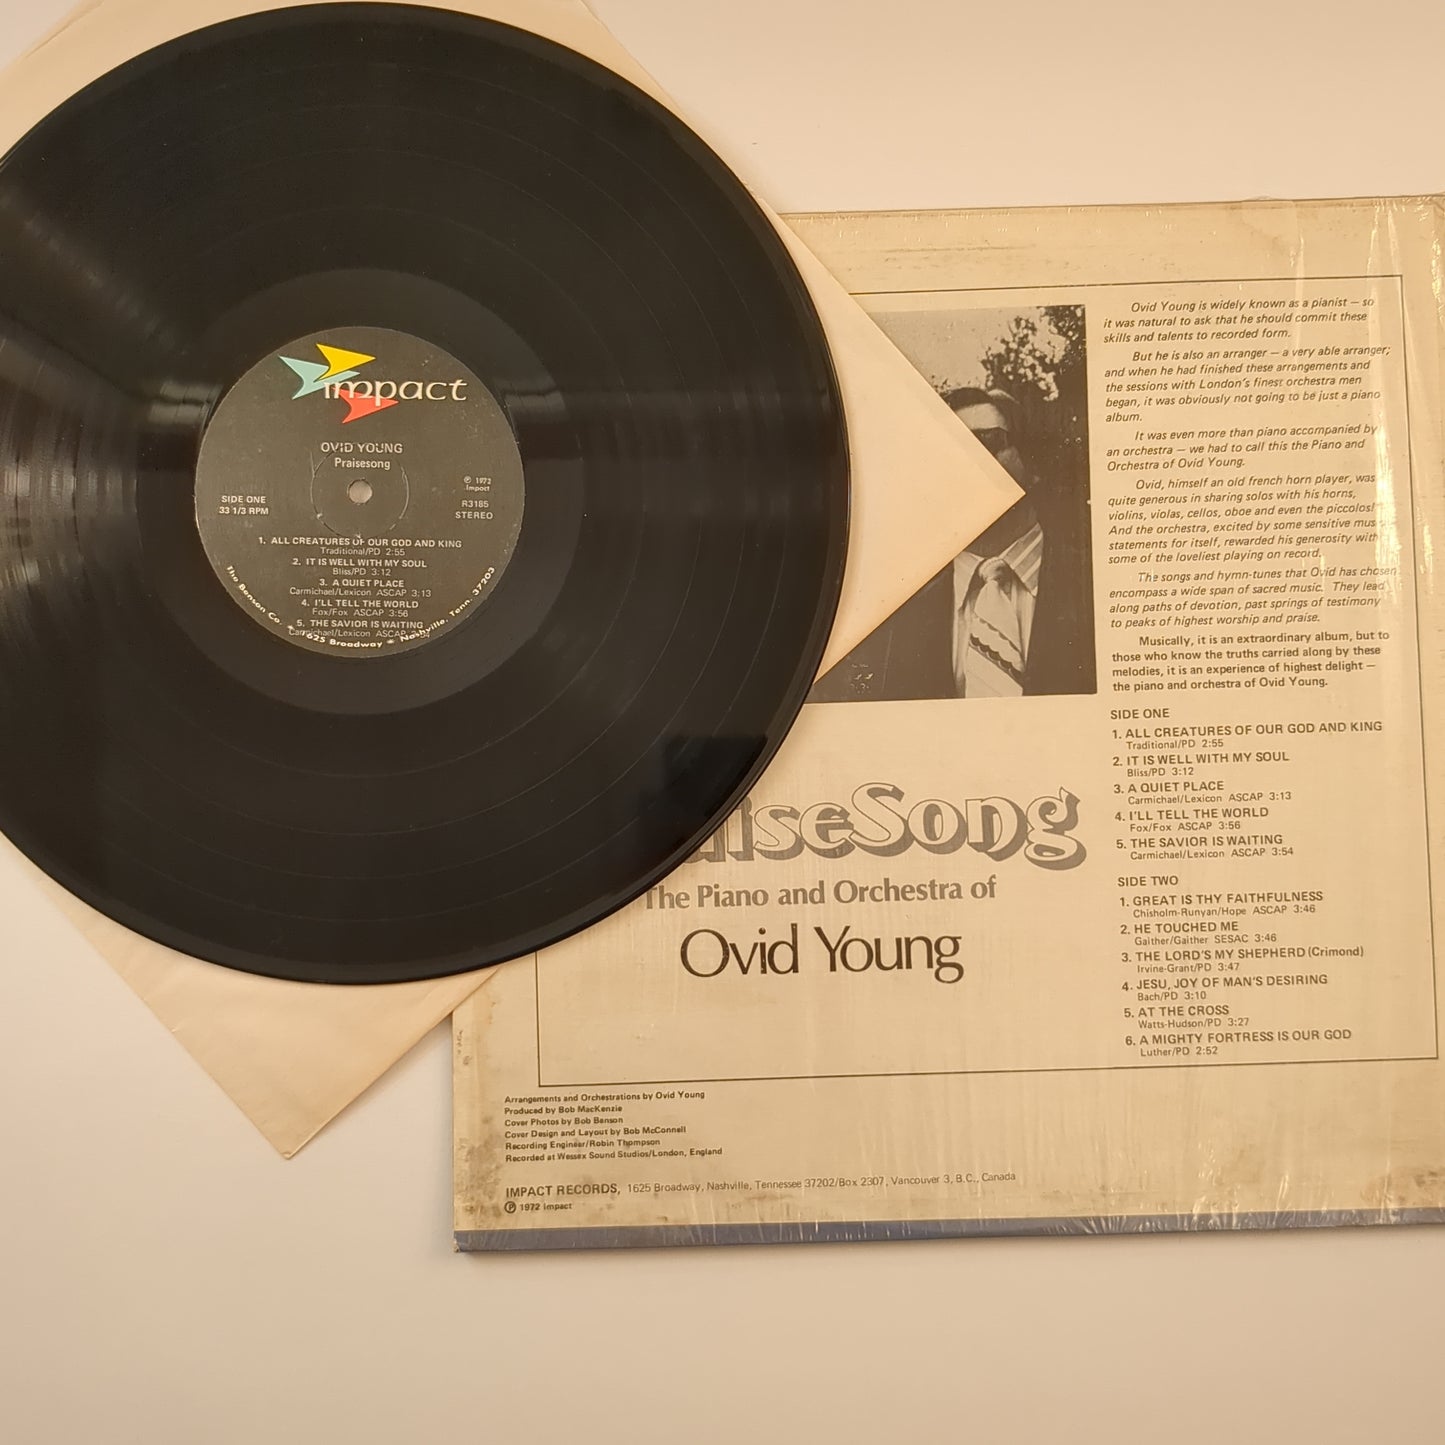 impact
OVID YOUNG
Praisesong
SIDE ONE
33 1/3 RPM
℗ 1972
Impact
R3185
STEREO
1. ALL CREATURES OF OUR GOD AND KING
Traditional/PD 2:55
2. IT IS WELL WITH MY SOUL
Bliss/PD 3:12
3. A QUIET PLACE
Carmichael/Lexicon ASCAP 3:13
4. I'LL TELL THE WORLD
Fox/Fox ASCAP 3:56
5. THE SAVIOR IS WAITING
Carmichael/Lexicon ASCAP
The Benson Co. * 1625 Broadway * Nashville, Tenn. 37203
Ovid Young is widely known as a pianist — so
it was natural to ask that he should commit these
skills and talents to recorded form.
But he is also an arranger — a very able arranger;
and when he had finished these arrangements and
the sessions with London's finest orchestra men
began, it was obviously not going to be just a piano
album.
It was even more than piano accompanied by
an orchestra — we had to call this the Piano and
Orchestra of Ovid Young.
Ovid, himself an old french horn player, was
quite generous in sharing solos with his horns,
violins, violas, cellos, oboe and even the piccolos!
And the orchestra, excited by some sensitive
statements for itself, rewarded his generosity with
some of the loveliest playing on record.
The songs and hymn-tunes that Ovid has chosen
encompass a wide span of sacred music. They lead
along paths of devotion, past springs of testimony
to peaks of highest worship and praise.
Musically, it is an extraordinary album, but to
those who know the truths carried along by these
melodies, it is an experience of highest delight —
the piano and orchestra of Ovid Young.
SIDE ONE
1. ALL CREATURES OF OUR GOD AND KING
Traditional/PD 2:55
2. IT IS WELL WITH MY SOUL
Bliss/PD 3:12
3. A QUIET PLACE
Carmichael/Lexicon ASCAP 3:13
4. I'LL TELL THE WORLD
Fox/Fox ASCAP 3:56
5. THE SAVIOR IS WAITING
Carmichael/Lexicon ASCAP 3:54
SIDE TWO
1. GREAT IS THY FAITHFULNESS
Chisholm-Runyan/Hope ASCAP 3:46
2. HE TOUCHED ME
Gaither/Gaither SESAC 3:46
3. THE LORD'S MY SHEPHERD (Crimond)
Irvine-Grant/PD 3:47
4. JESU, JOY OF MAN'S DESIRING
Bach/PD 3:10
5. AT THE CROSS
Watts-Hudson/PD 3:27
6. A MIGHTY FORTRESS IS OUR GOD
Luther/PD 2:52
aiseSong
The Piano and Orchestra of
Ovid Young
Arrangements and Orchestrations by Ovid Young
Produced by Bob MacKenzie
Cover Photos by Bob Benson
Cover Design and Layout by Bob McConnell
Recording Engineer/Robin Thompson
Recorded at Wessex Sound Studios/London, England
IMPACT RECORDS, 1625 Broadway, Nashville, Tennessee 37202/Box 2307, Vancouver 3, B.C., Canada
℗ 1972 Impact